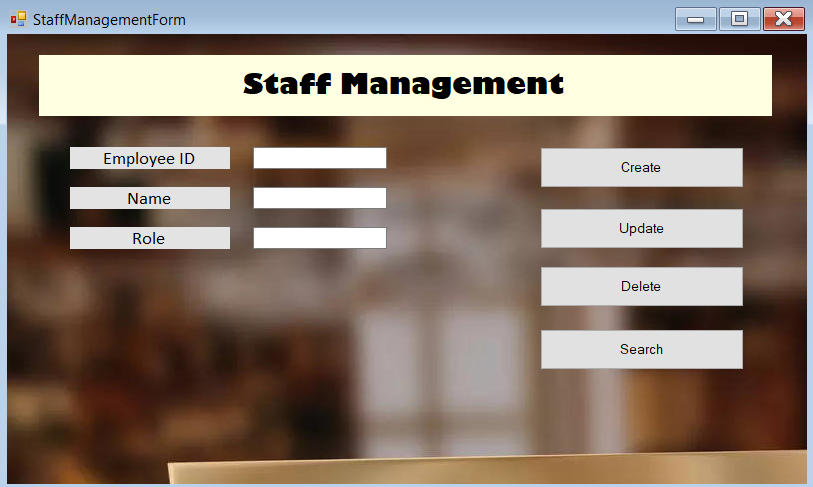 StaffManagementForm
Staff Management
Employee ID
Name
Role
Create
Update
Delete
Search